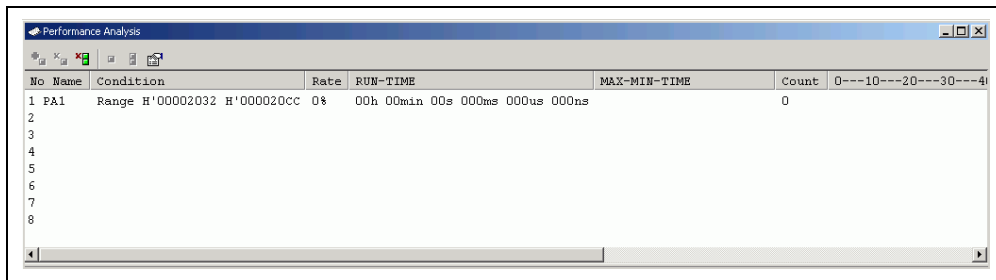 Performance Analysis
No Name Condition Rate RUN-TIME MAX-MIN-TIME Count 0---10---20---30---40
1 PA1 Range H'00002032 H'000020CC 0% 00h 00min 00s 000ms 000us 000ns 0
2
3
4
5
6
7
8